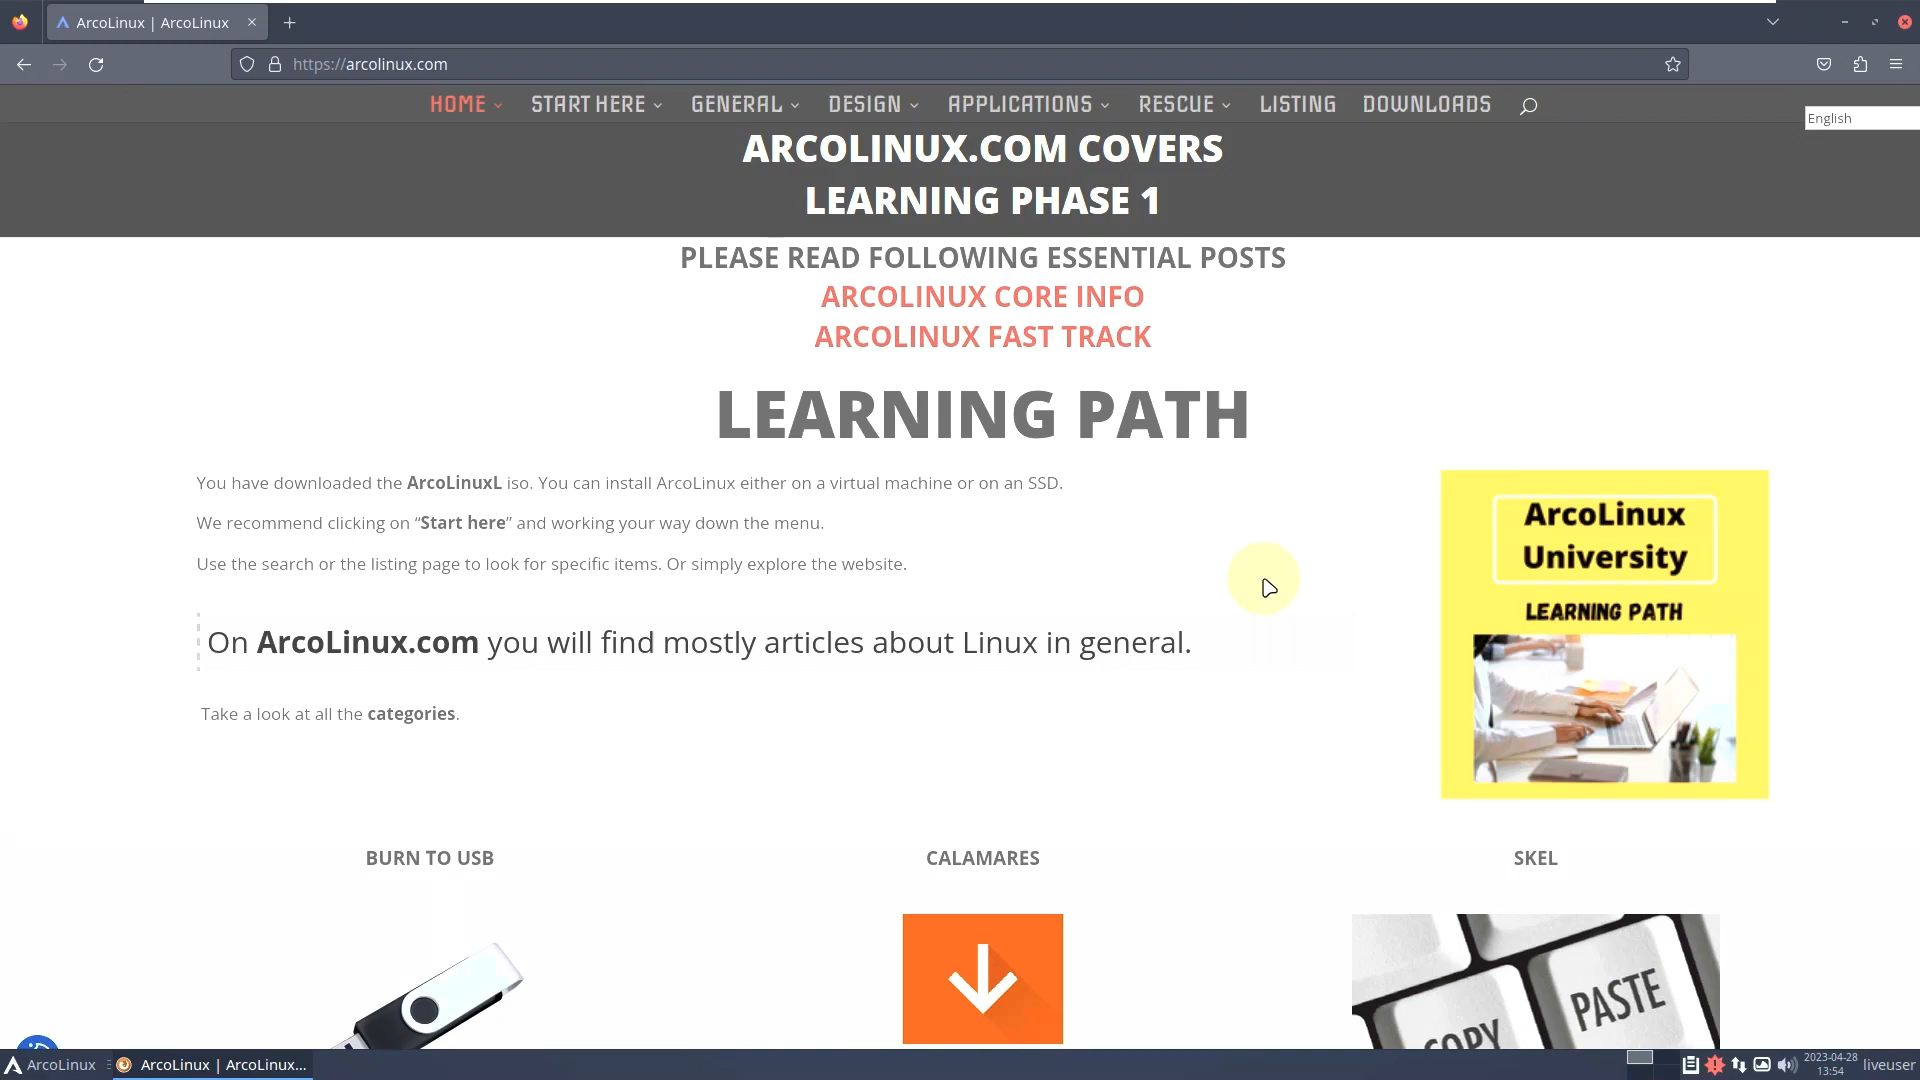 ArcoLinux | ArcoLinux
https://arcolinux.com
HOME START HERE GENERAL DESIGN APPLICATIONS RESCUE LISTING DOWNLOADS
English
ARCOLINUX.COM COVERS
LEARNING PHASE 1
PLEASE READ FOLLOWING ESSENTIAL POSTS
ARCOLINUX CORE INFO
ARCOLINUX FAST TRACK
LEARNING PATH
You have downloaded the ArcoLinuxL iso. You can install ArcoLinux either on a virtual machine or on an SSD.
We recommend clicking on “Start here” and working your way down the menu.
Use the search or the listing page to look for specific items. Or simply explore the website.
On ArcoLinux.com you will find mostly articles about Linux in general.
Take a look at all the categories.
ArcoLinux
University
LEARNING PATH
BURN TO USB
CALAMARES
SKEL
COPY
PASTE
ArcoLinux
ArcoLinux | ArcoLinux...
2023-04-28
13:54
liveuser